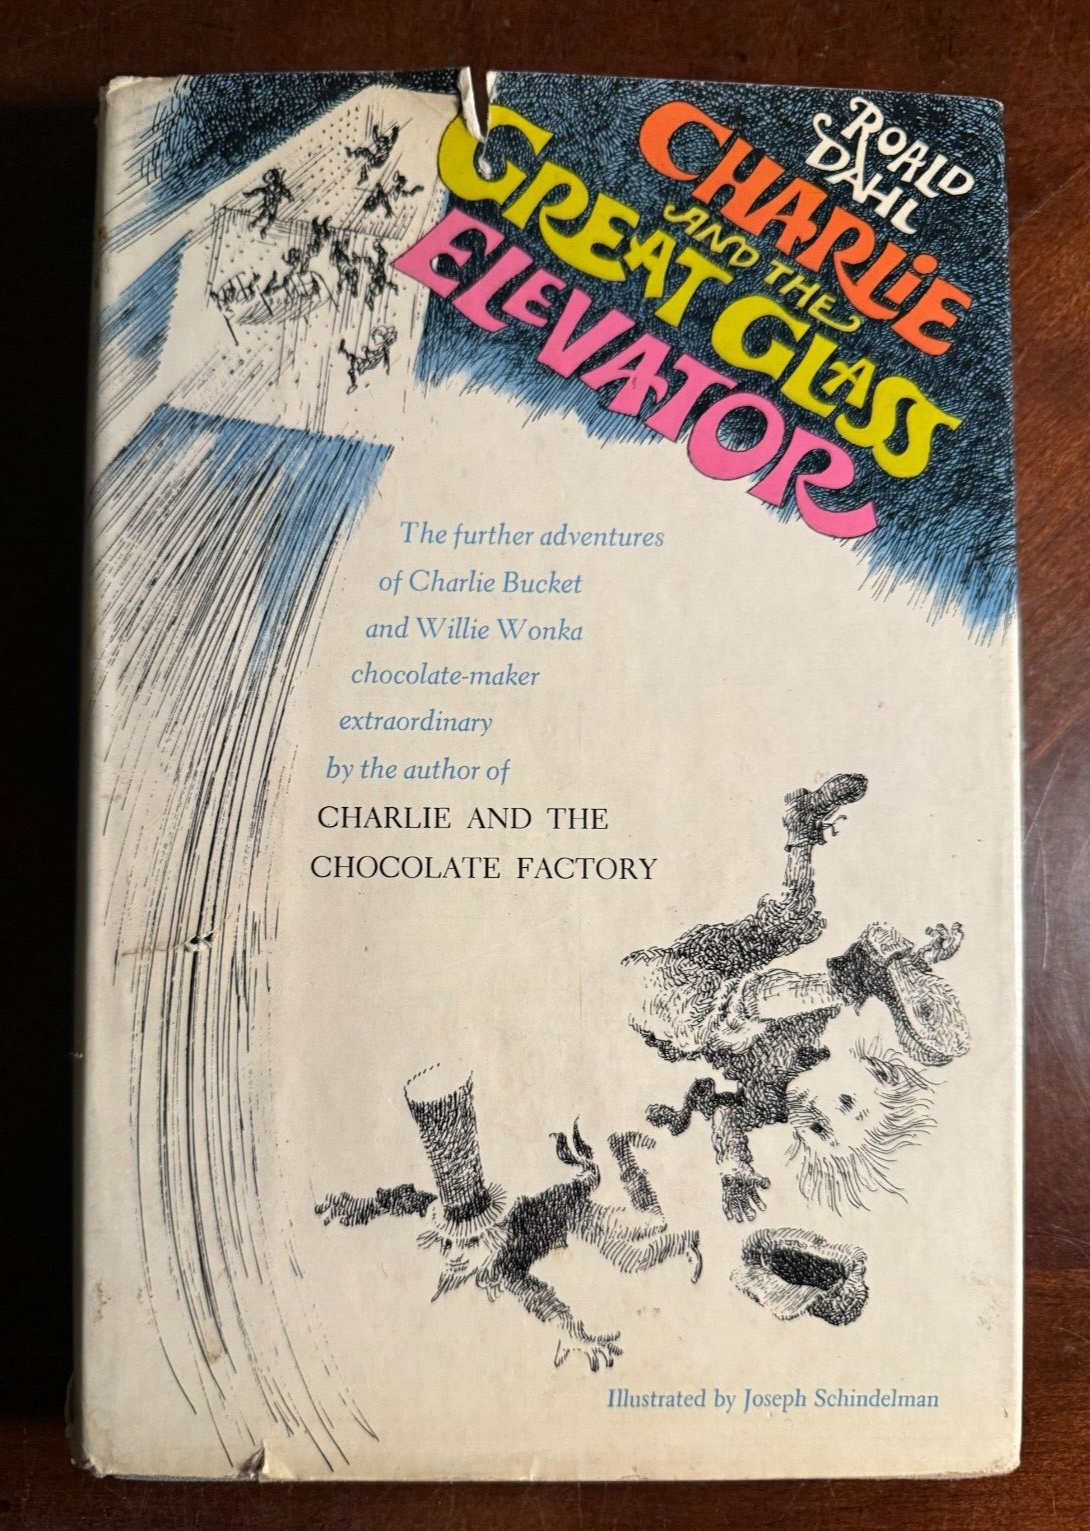 ROALD
DAHL
CHARLiE
AND THE
GREAT GLASS
ELEVATOR
The further adventures
of Charlie Bucket
and Willie Wonka
chocolate-maker
extraordinary
by the author of
CHARLIE AND THE
CHOCOLATE FACTORY
Illustrated by Joseph Schindelman